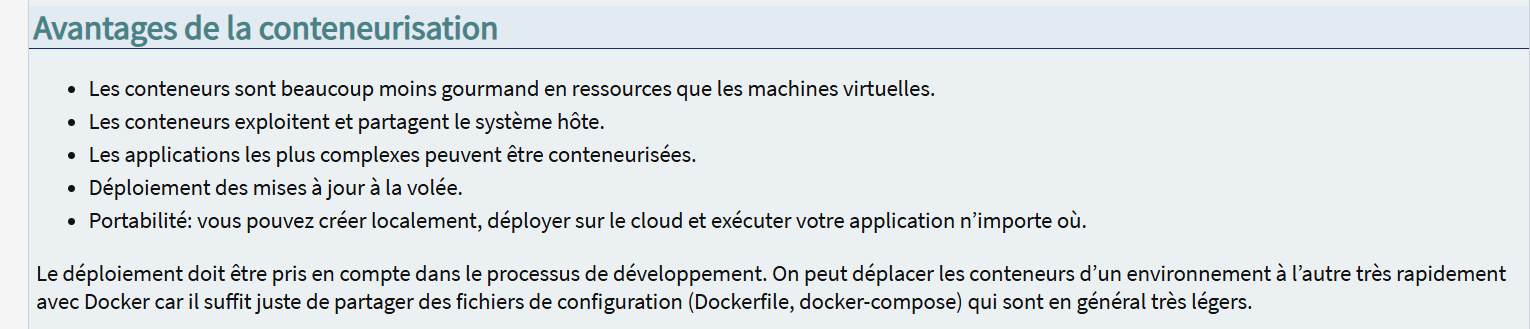 Avantages de la conteneurisation
• Les conteneurs sont beaucoup moins gourmand en ressources que les machines virtuelles.
• Les conteneurs exploitent et partagent le système hôte.
• Les applications les plus complexes peuvent être conteneurisées.
• Déploiement des mises à jour à la volée.
• Portabilité: vous pouvez créer localement, déployer sur le cloud et exécuter votre application n’importe où.
Le déploiement doit être pris en compte dans le processus de développement. On peut déplacer les conteneurs d’un environnement à l’autre très rapidement
avec Docker car il suffit juste de partager des fichiers de configuration (Dockerfile, docker-compose) qui sont en général très légers.